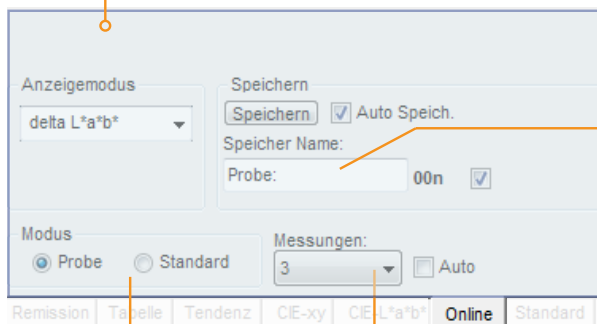 Anzeigemodus
delta L*a*b*
Speichern
Speichern Auto Speich.
Speicher Name:
Probe: 00n
Modus
Probe Standard
Messungen:
3 Auto
Remission Tabelle Tendenz CIE-xy CIE-L*a*b* Online Standard